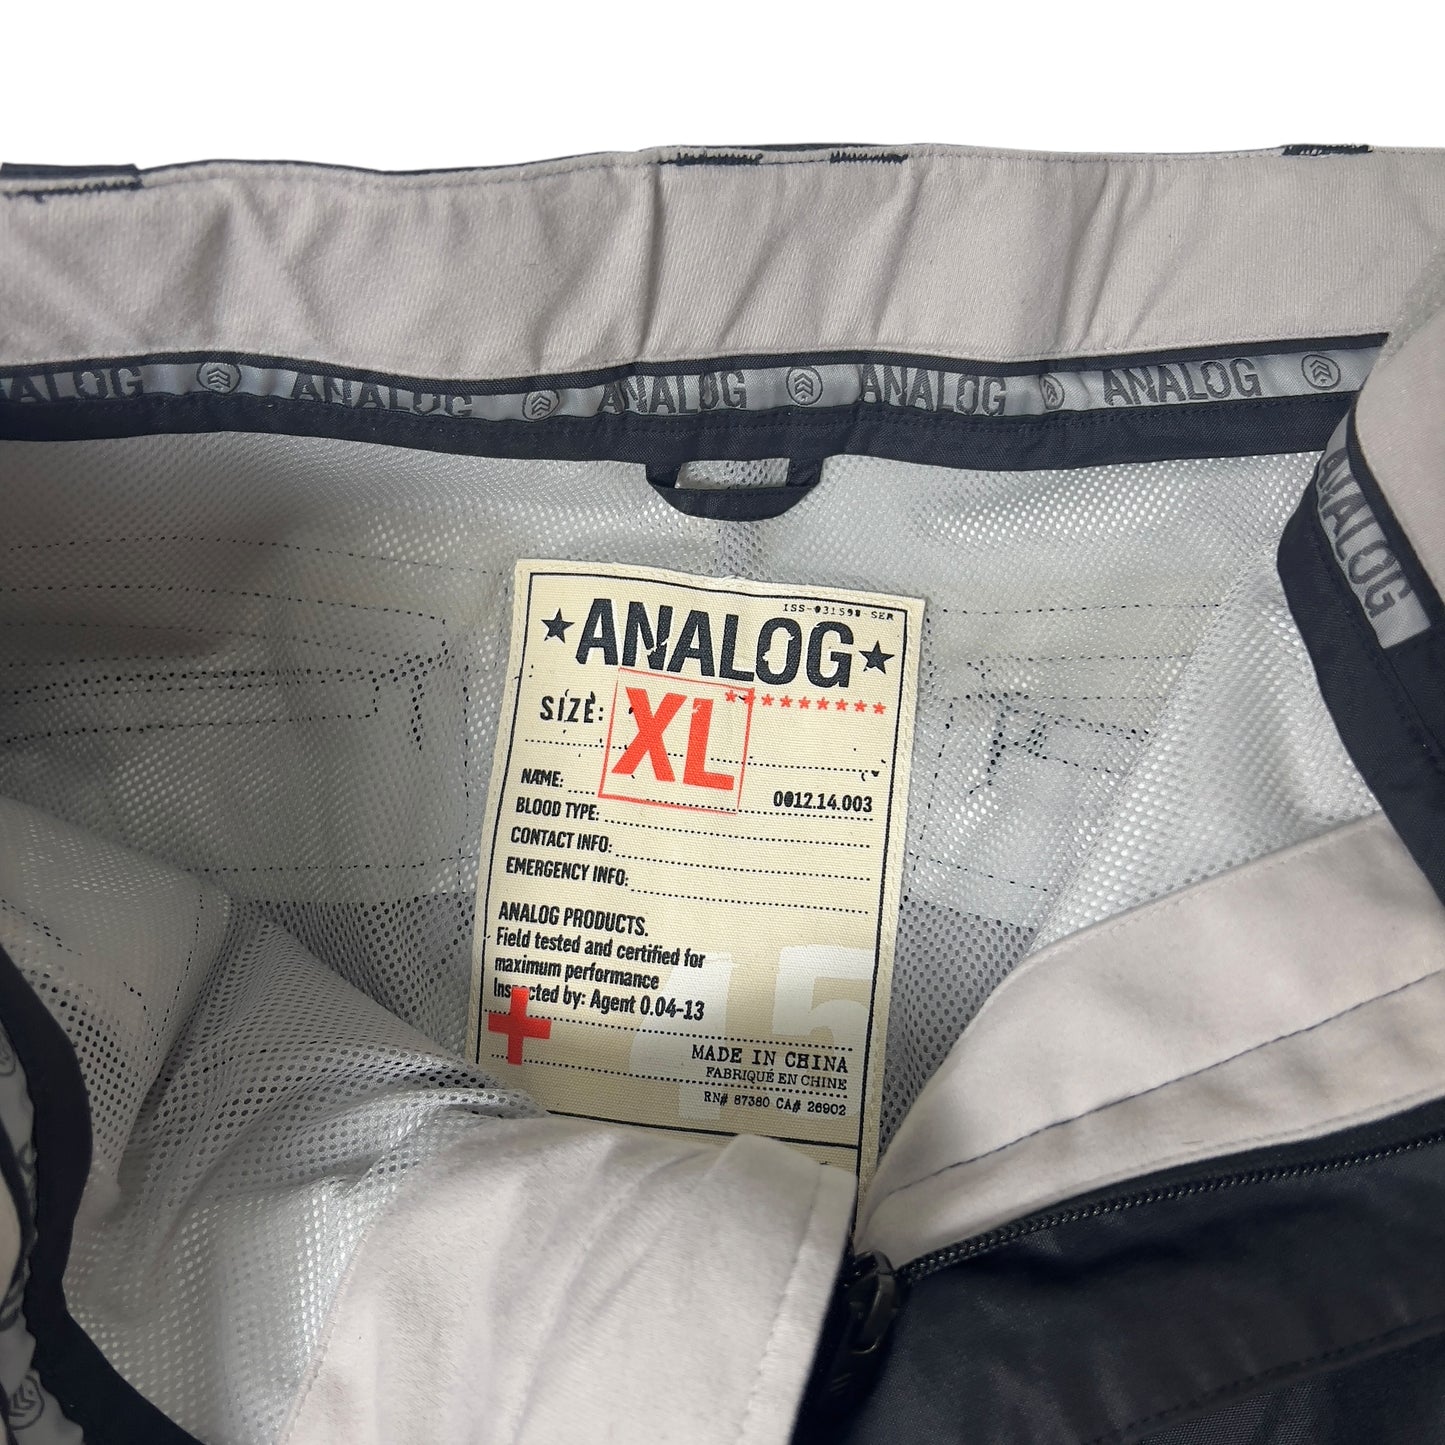 ANALOG ANALOG ANALOG ANALOG ANALOG
ANALOG
ISS-031598-SER
★ANALOG★
*********
SIZE: XL
NAME:
0012.14.003
BLOOD TYPE:
CONTACT INFO:
EMERGENCY INFO:
ANALOG PRODUCTS.
Field tested and certified for
maximum performance
Inspected by: Agent 0.04-13
45
MADE IN CHINA
FABRIQUÉ EN CHINE
RN# 87380 CA# 26902